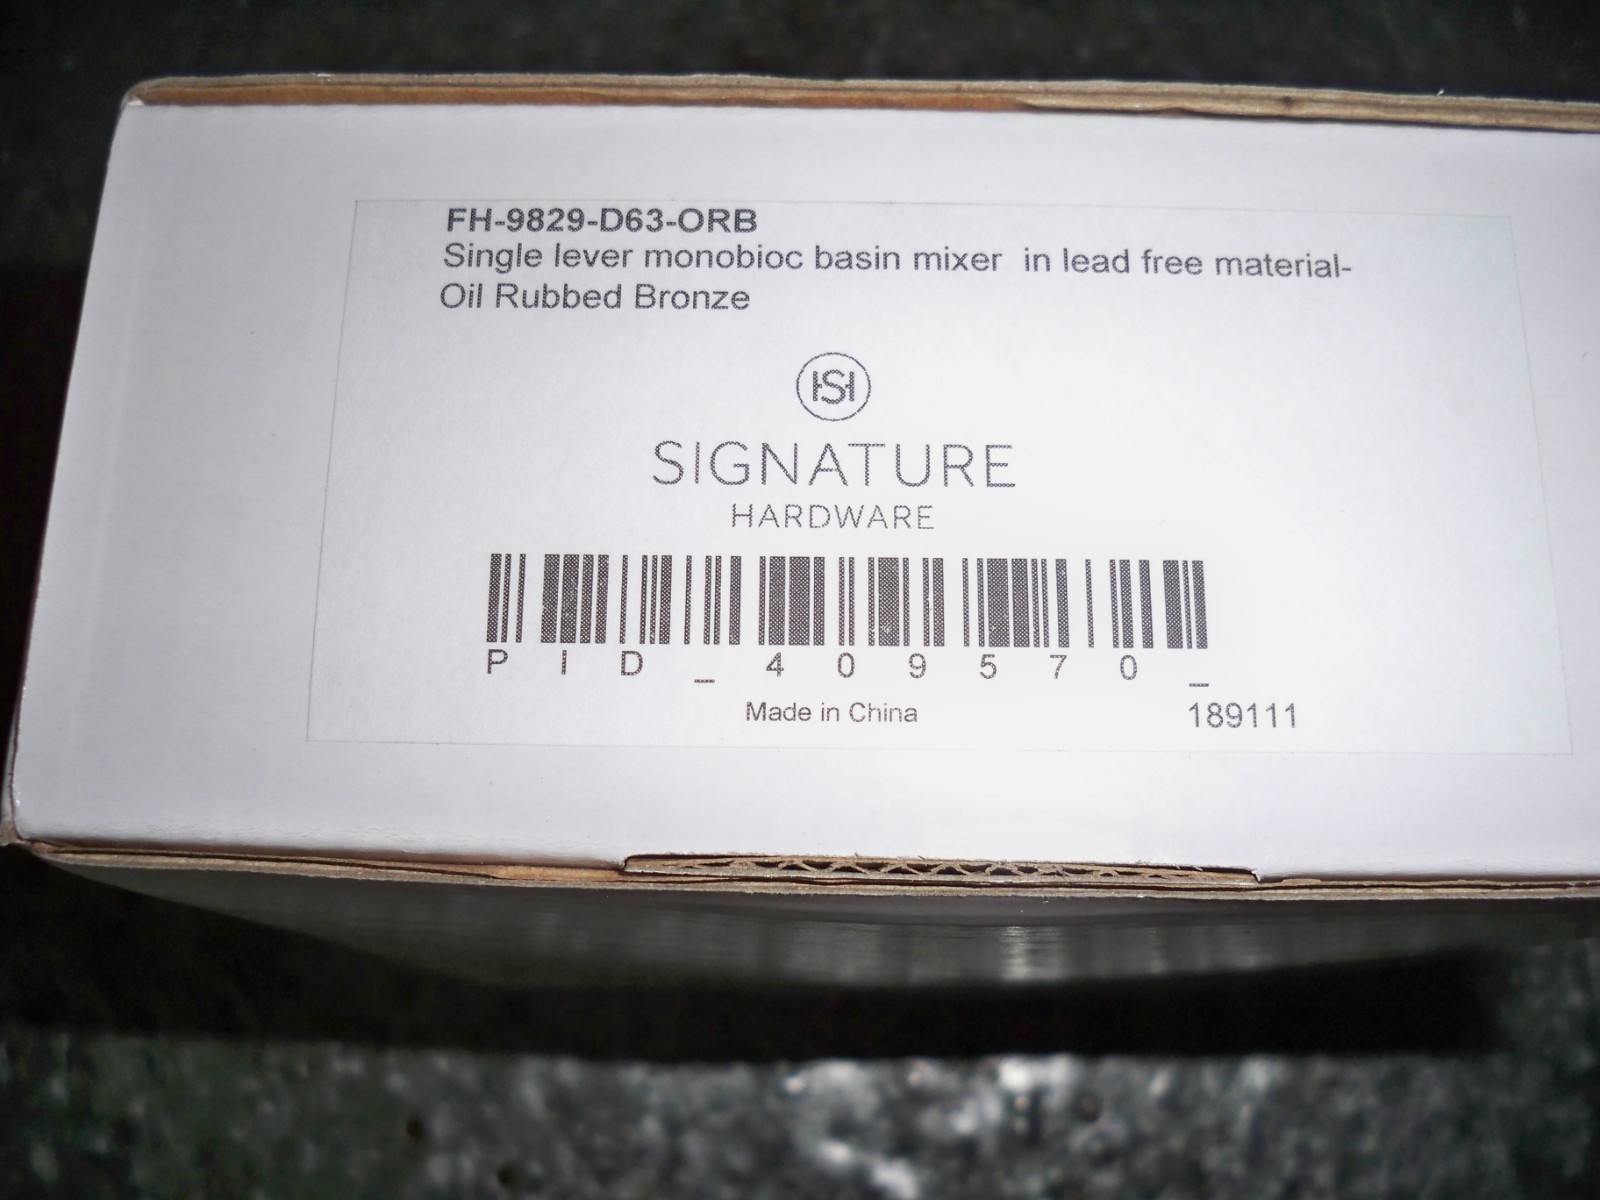 FH-9829-D63-ORB
Single lever monobioc basin mixer in lead free material-
Oil Rubbed Bronze
HS
SIGNATURE
HARDWARE
PID_409570_
Made in China
189111